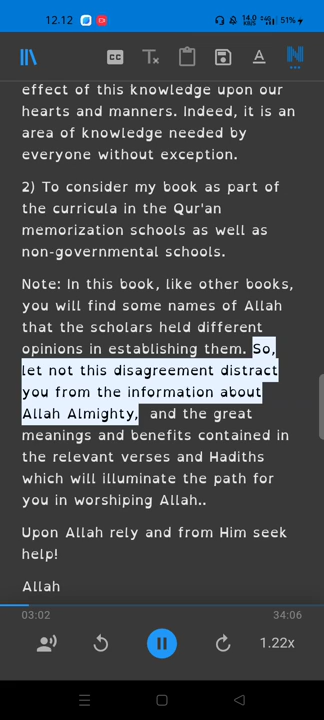 12.12
14.0 KB/S
51%
CC
effect of this knowledge upon our
hearts and manners. Indeed, it is an
area of knowledge needed by
everyone without exception.
2) To consider my book as part of
the curricula in the Qur'an
memorization schools as well as
non-governmental schools.
Note: In this book, like other books,
you will find some names of Allah
that the scholars held different
opinions in establishing them. So,
let not this disagreement distract
you from the information about
Allah Almighty, and the great
meanings and benefits contained in
the relevant verses and Hadiths
which will illuminate the path for
you in worshiping Allah..
Upon Allah rely and from Him seek
help!
Allah
03:02
34:06
1.22x